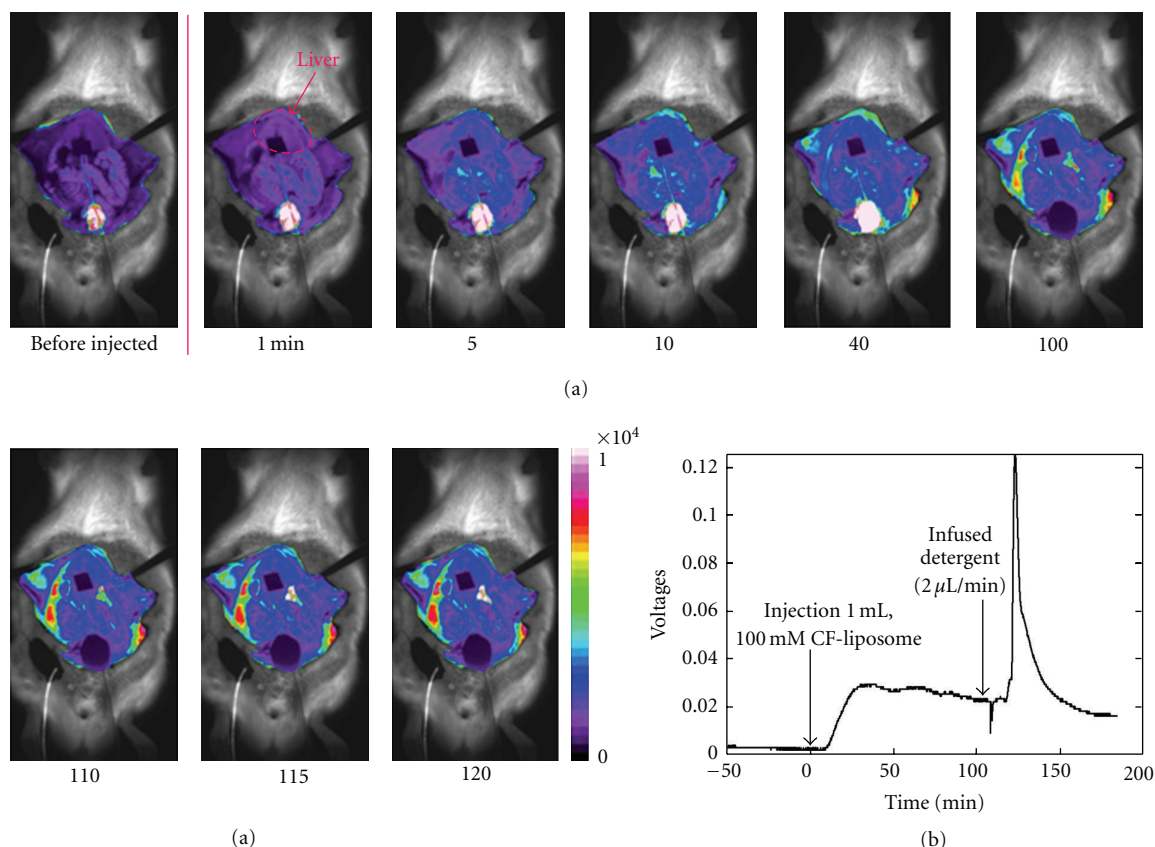 Liver
Before injected
1 min
5
10
40
100
(a)
×10⁴
1
0
110
115
120
(a)
0.12
0.1
0.08
0.06
0.04
0.02
0
Voltages
Injection 1 mL,
100 mM CF-liposome
Infused
detergent
(2 μL/min)
−50
0
50
100
150
200
Time (min)
(b)